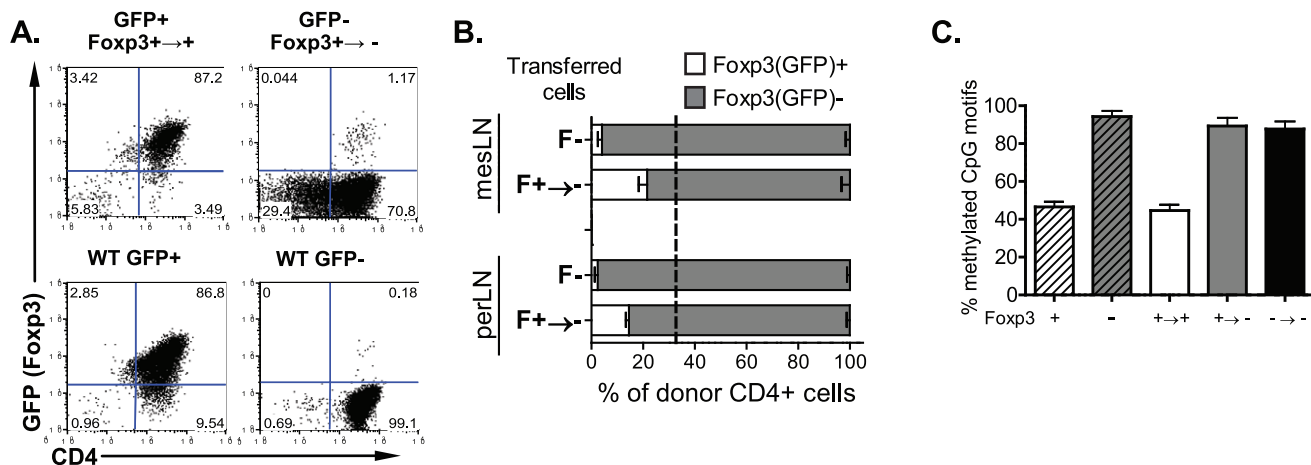 A.
GFP+
Foxp3+→+
GFP-
Foxp3+→ -
3.42 87.2
5.83 3.49
0.044 1.17
29.4 70.8
WT GFP+
WT GFP-
2.85 86.8
0.96 9.54
0 0.18
0.69 99.1
GFP (Foxp3)
CD4
B.
Transferred
cells
Foxp3(GFP)+
Foxp3(GFP)-
mesLN
F-
F+→-
perLN
F-
F+→-
0 20 40 60 80 100
% of donor CD4+ cells
C.
% methylated CpG motifs
100
80
60
40
20
0
Foxp3 + - +→+ +→- -→-